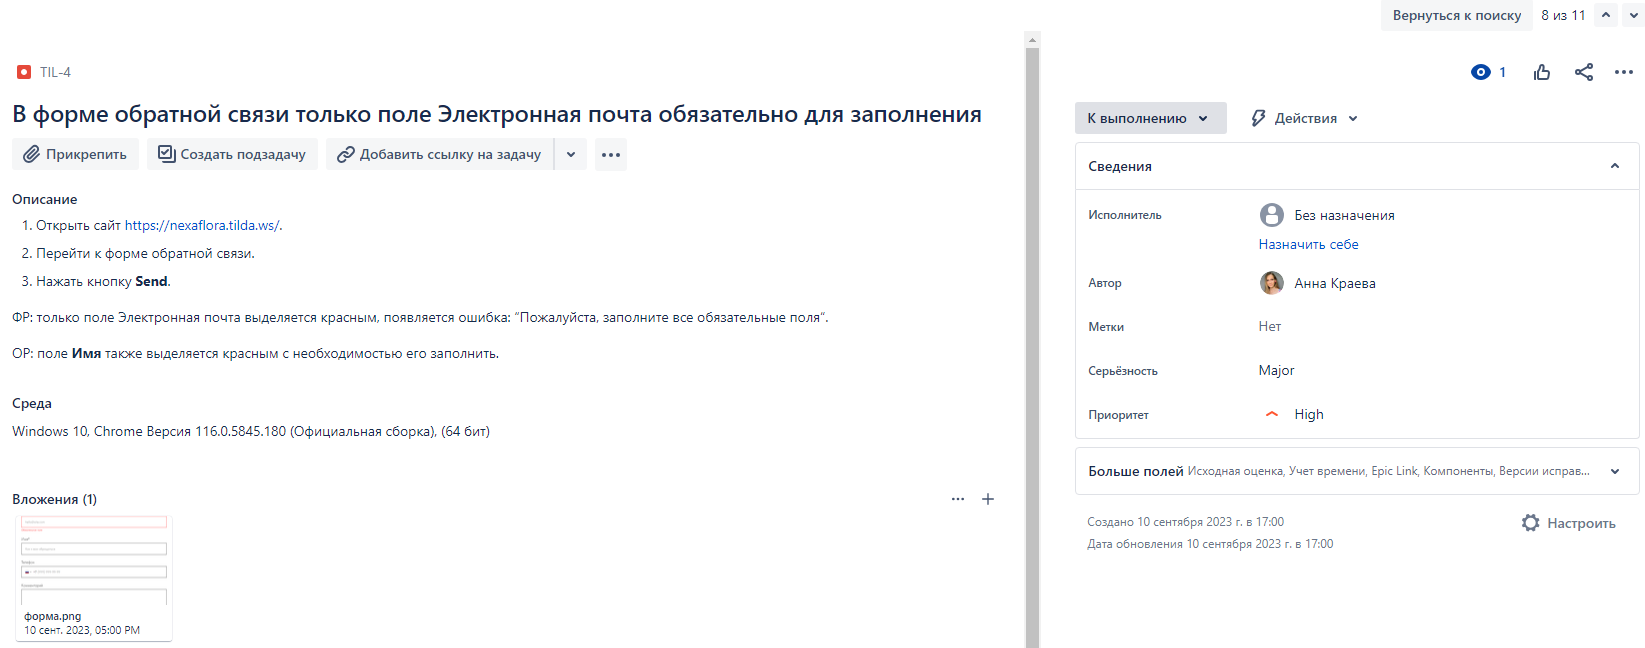 Вернуться к поиску 8 из 11
TIL-4
1
В форме обратной связи только поле Электронная почта обязательно для заполнения
Прикрепить Создать подзадачу Добавить ссылку на задачу
Описание
1. Открыть сайт https://nexaflora.tilda.ws/.
2. Перейти к форме обратной связи.
3. Нажать кнопку Send.
ФР: только поле Электронная почта выделяется красным, появляется ошибка: “Пожалуйста, заполните все обязательные поля”.
ОР: поле Имя также выделяется красным с необходимостью его заполнить.
Среда
Windows 10, Chrome Версия 116.0.5845.180 (Официальная сборка), (64 бит)
Вложения (1)
Телефон
Комментарий
форма.png
10 сент. 2023, 05:00 PM
К выполнению Действия
Сведения
Исполнитель Без назначения
Назначить себе
Автор Анна Краева
Метки Нет
Серьёзность Major
Приоритет High
Больше полей Исходная оценка, Учет времени, Epic Link, Компоненты, Версии исправ...
Создано 10 сентября 2023 г. в 17:00 Настроить
Дата обновления 10 сентября 2023 г. в 17:00